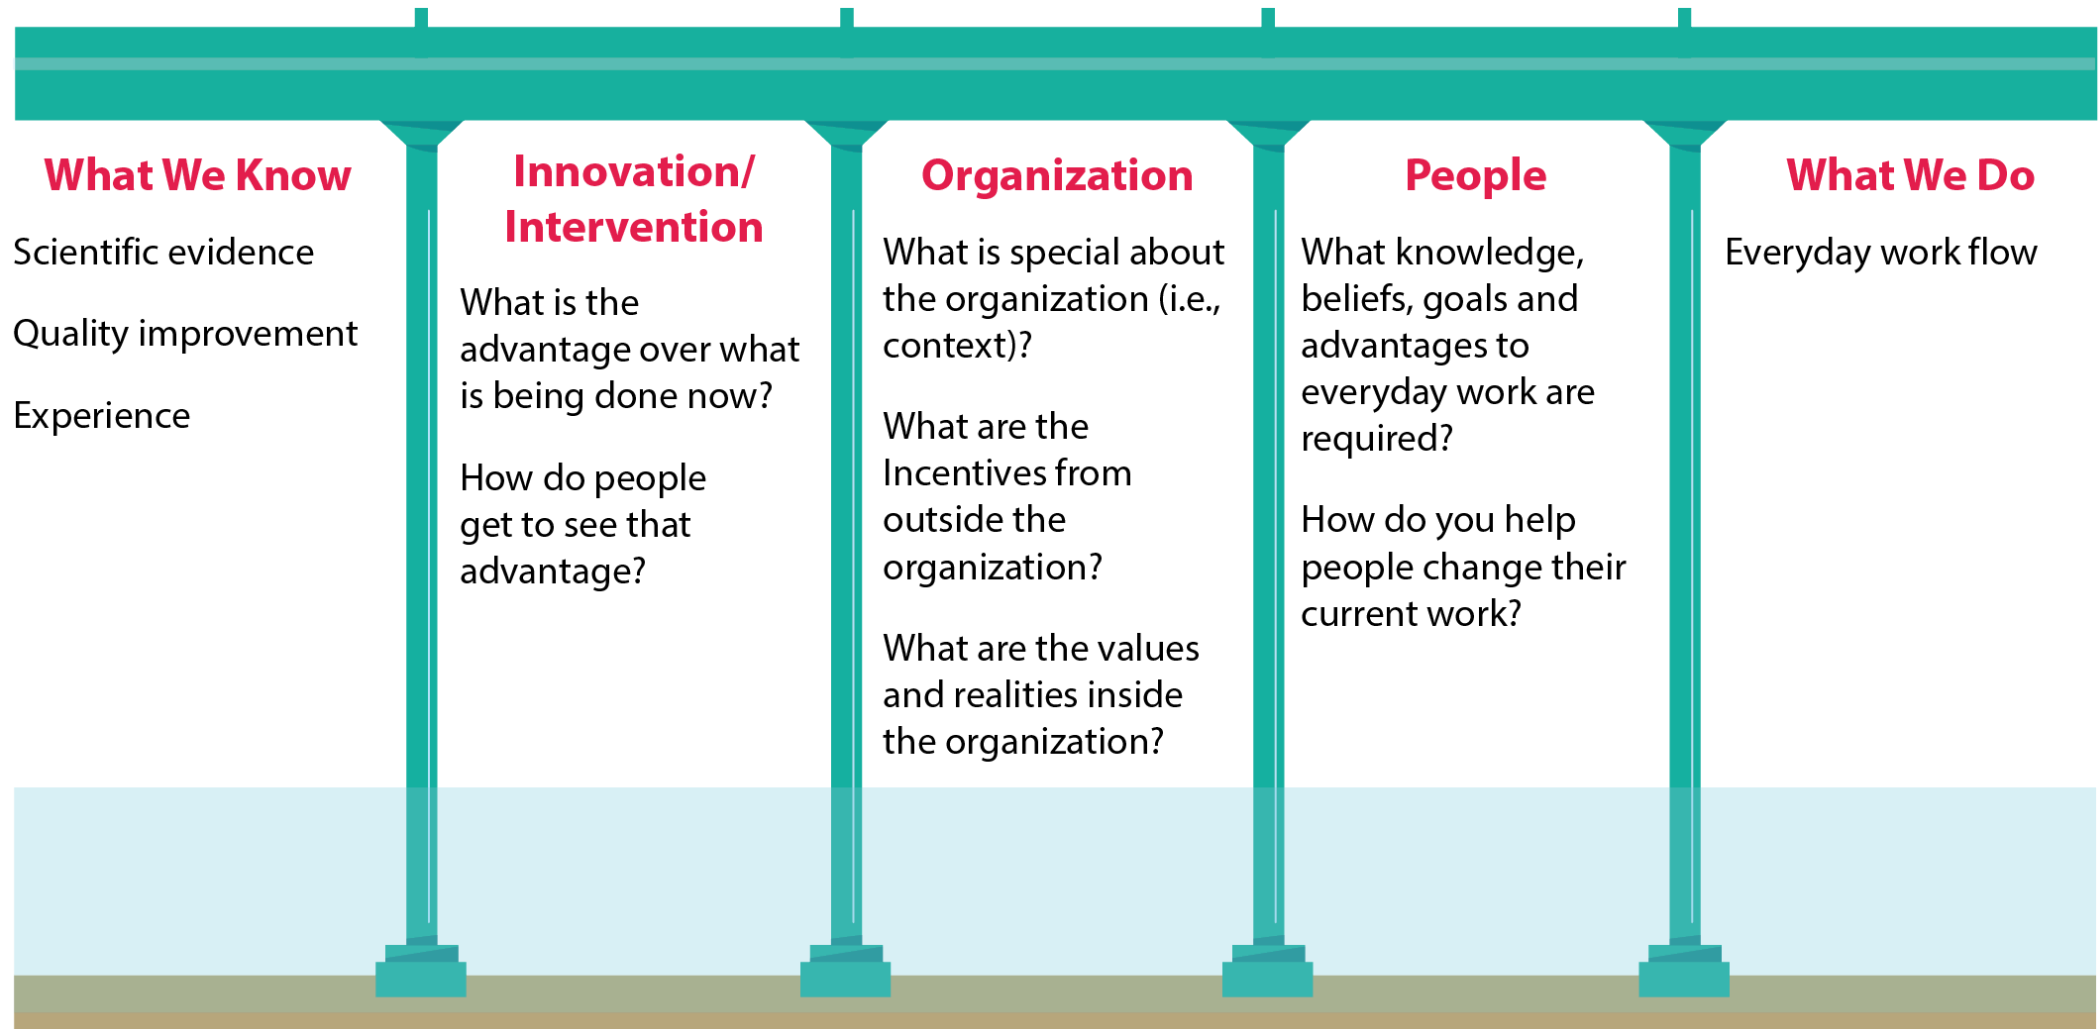 What We Know
Scientific evidence
Quality improvement
Experience
Innovation/
Intervention
What is the
advantage over what
is being done now?
How do people
get to see that
advantage?
Organization
What is special about
the organization (i.e.,
context)?
What are the
Incentives from
outside the
organization?
What are the values
and realities inside
the organization?
People
What knowledge,
beliefs, goals and
advantages to
everyday work are
required?
How do you help
people change their
current work?
What We Do
Everyday work flow